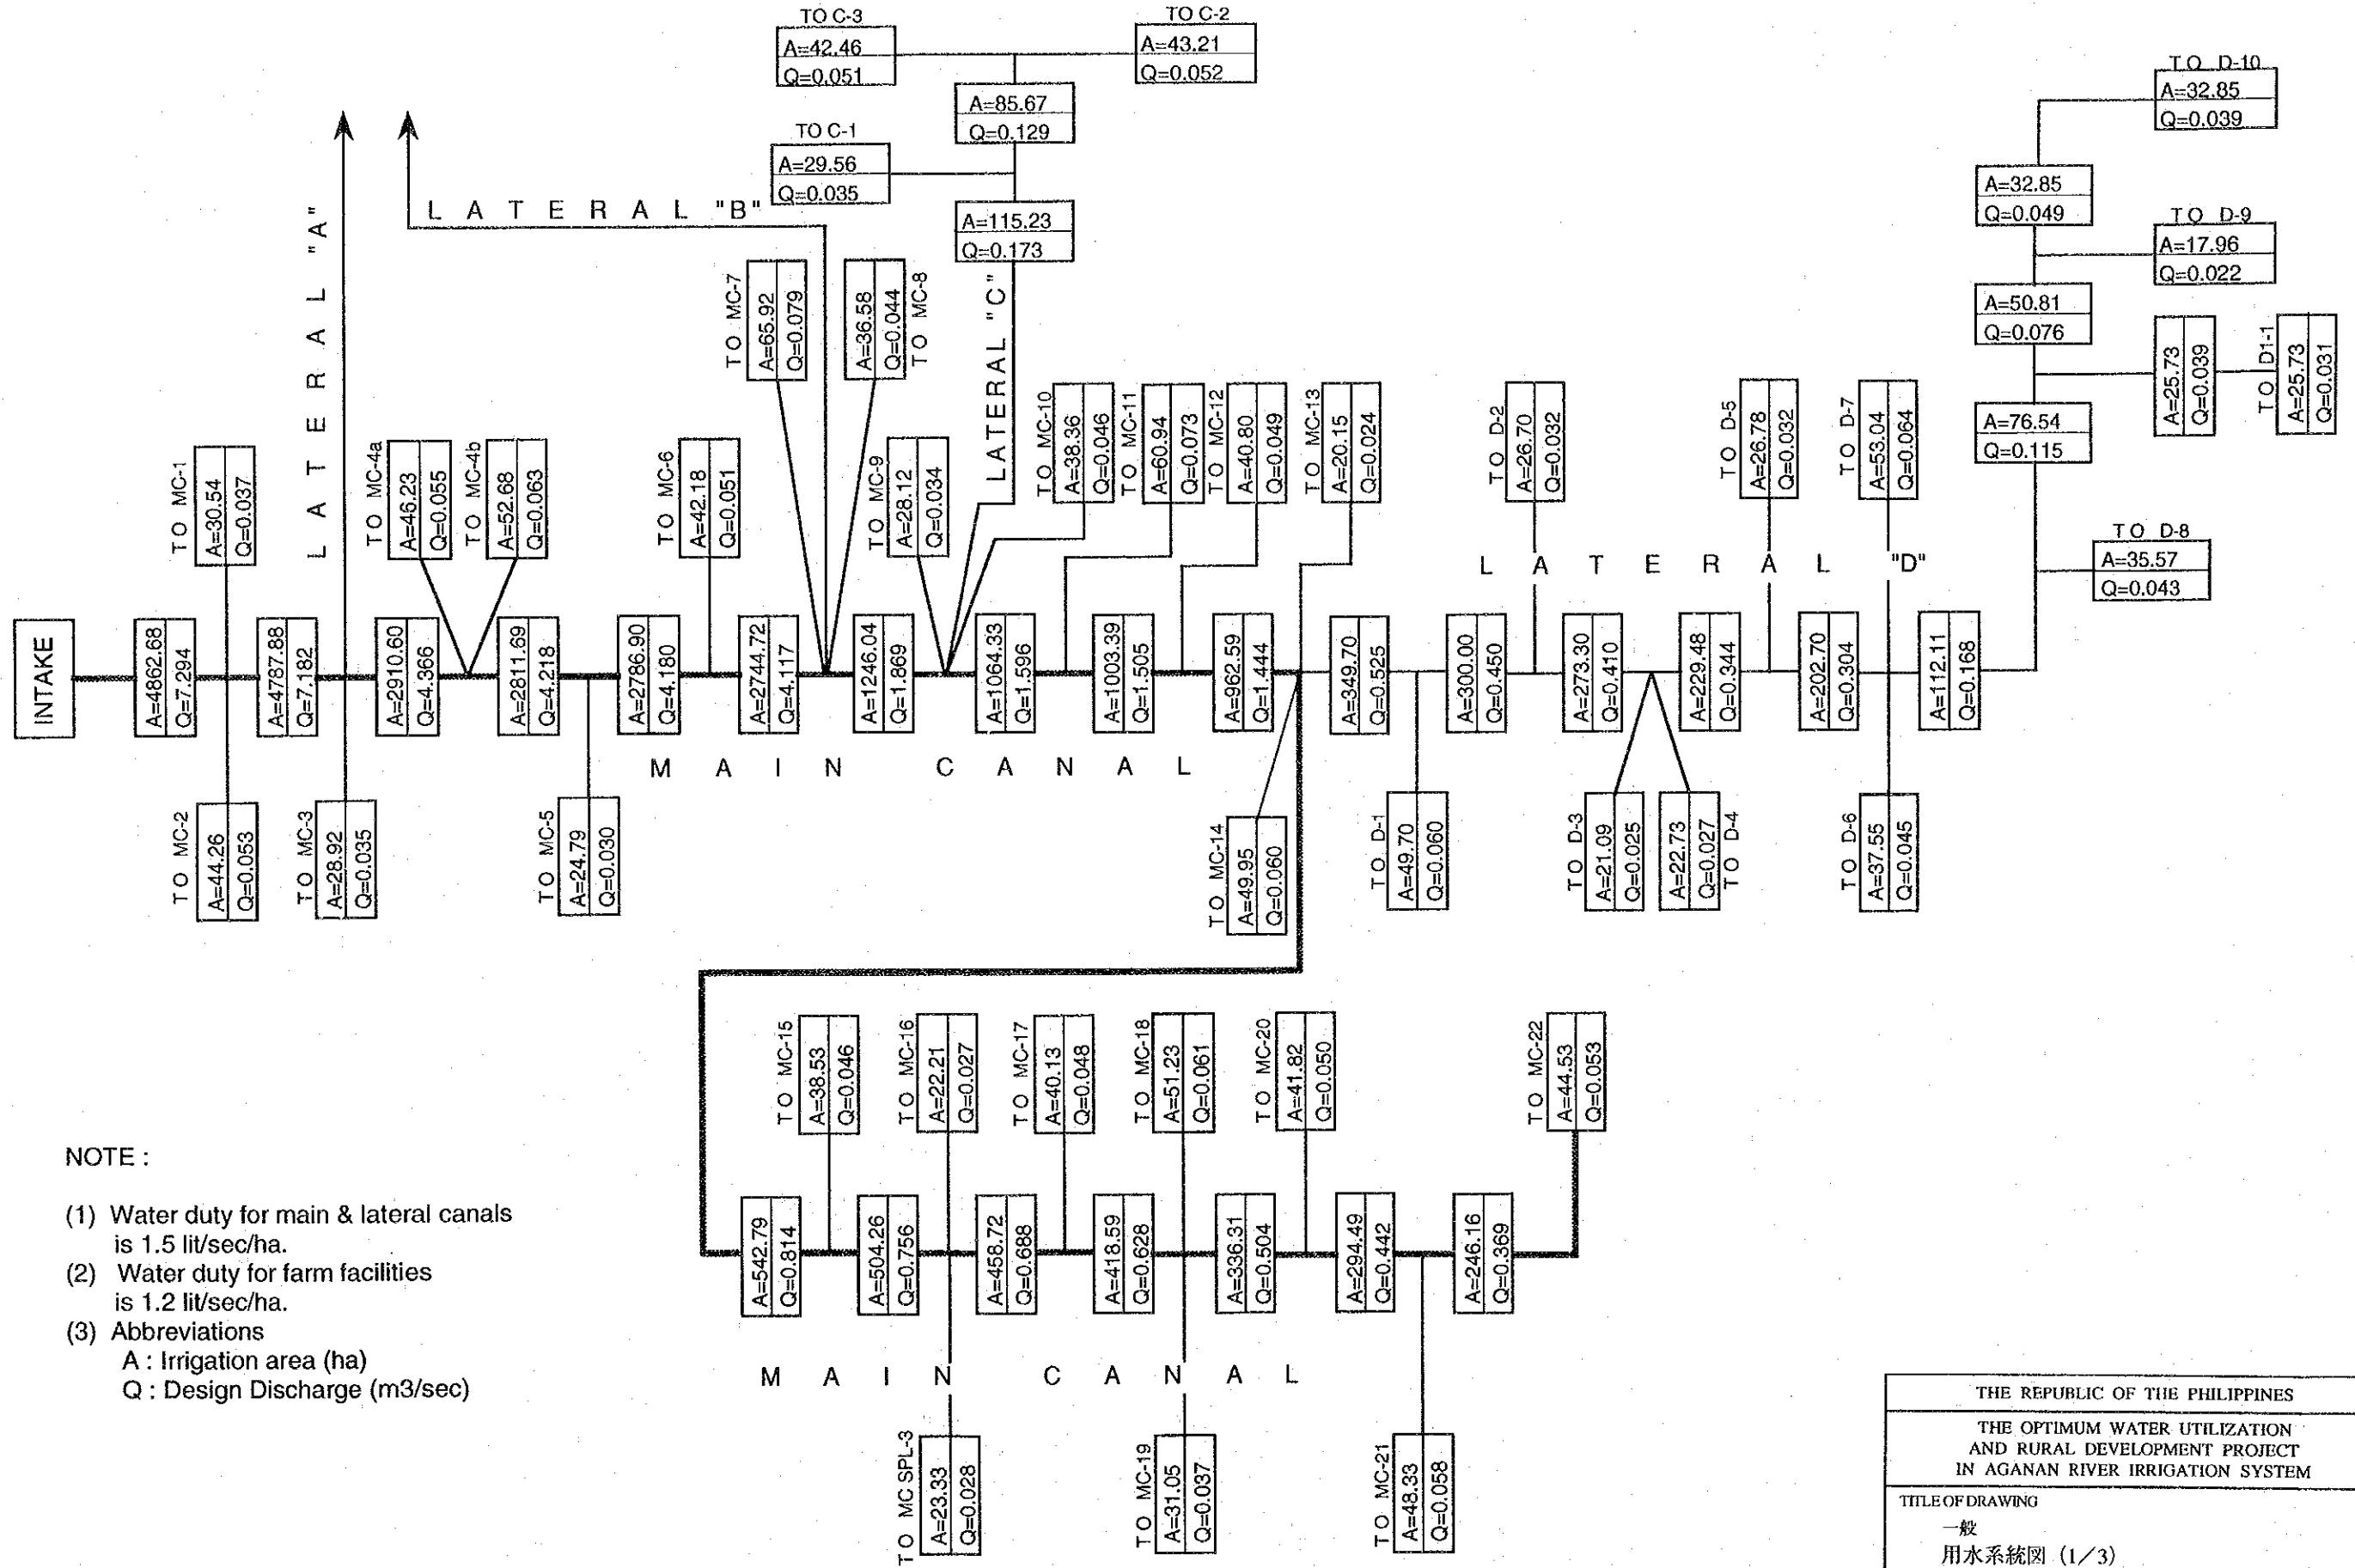 TO C-3
A=42.46
Q=0.051
TO C-2
A=43.21
Q=0.052
A=85.67
Q=0.129
TO C-1
A=29.56
Q=0.035
A=115.23
Q=0.173
TO D-10
A=32.85
Q=0.039
A=32.85
Q=0.049
TO D-9
A=17.96
Q=0.022
A=50.81
Q=0.076
A=25.73
Q=0.039
TO D1-1
A=25.73
Q=0.031
A=76.54
Q=0.115
TO D-8
A=35.57
Q=0.043
LATERAL "A"
LATERAL "B"
LATERAL "C"
LATERAL "D"
TO MC-1
A=30.54
Q=0.037
TO MC-4a
A=46.23
Q=0.055
TO MC-4b
A=52.68
Q=0.063
TO MC-6
A=42.18
Q=0.051
TO MC-7
A=65.92
Q=0.079
A=36.58
Q=0.044
TO MC-8
TO MC-9
A=28.12
Q=0.034
TO MC-10
A=38.36
Q=0.046
TO MC-11
A=60.94
Q=0.073
TO MC-12
A=40.80
Q=0.049
TO MC-13
A=20.15
Q=0.024
TO D-2
A=26.70
Q=0.032
TO D-5
A=26.78
Q=0.032
TO D-7
A=53.04
Q=0.064
INTAKE
A=4862.68
Q=7.294
A=4787.88
Q=7.182
A=2910.60
Q=4.366
A=2811.69
Q=4.218
A=2786.90
Q=4.180
A=2744.72
Q=4.117
A=1246.04
Q=1.869
A=1064.33
Q=1.596
A=1003.39
Q=1.505
A=962.59
Q=1.444
A=349.70
Q=0.525
A=300.00
Q=0.450
A=273.30
Q=0.410
A=229.48
Q=0.344
A=202.70
Q=0.304
A=112.11
Q=0.168
MAIN CANAL
TO MC-2
A=44.26
Q=0.053
TO MC-3
A=28.92
Q=0.035
TO MC-5
A=24.79
Q=0.030
TO MC-14
A=49.95
Q=0.060
TO D-1
A=49.70
Q=0.060
TO D-3
A=21.09
Q=0.025
A=22.73
Q=0.027
TO D-4
TO D-6
A=37.55
Q=0.045
TO MC-15
A=38.53
Q=0.046
TO MC-16
A=22.21
Q=0.027
TO MC-17
A=40.13
Q=0.048
TO MC-18
A=51.23
Q=0.061
TO MC-20
A=41.82
Q=0.050
TO MC-22
A=44.53
Q=0.053
A=542.79
Q=0.814
A=504.26
Q=0.756
A=458.72
Q=0.688
A=418.59
Q=0.628
A=336.31
Q=0.504
A=294.49
Q=0.442
A=246.16
Q=0.369
MAIN CANAL
TO MC SPL-3
A=23.33
Q=0.028
TO MC-19
A=31.05
Q=0.037
TO MC-21
A=48.33
Q=0.058
NOTE :
(1) Water duty for main & lateral canals
is 1.5 lit/sec/ha.
(2) Water duty for farm facilities
is 1.2 lit/sec/ha.
(3) Abbreviations
A : Irrigation area (ha)
Q : Design Discharge (m3/sec)
THE REPUBLIC OF THE PHILIPPINES
THE OPTIMUM WATER UTILIZATION
AND RURAL DEVELOPMENT PROJECT
IN AGANAN RIVER IRRIGATION SYSTEM
TITLE OF DRAWING
一般
用水系統図 (1/3)